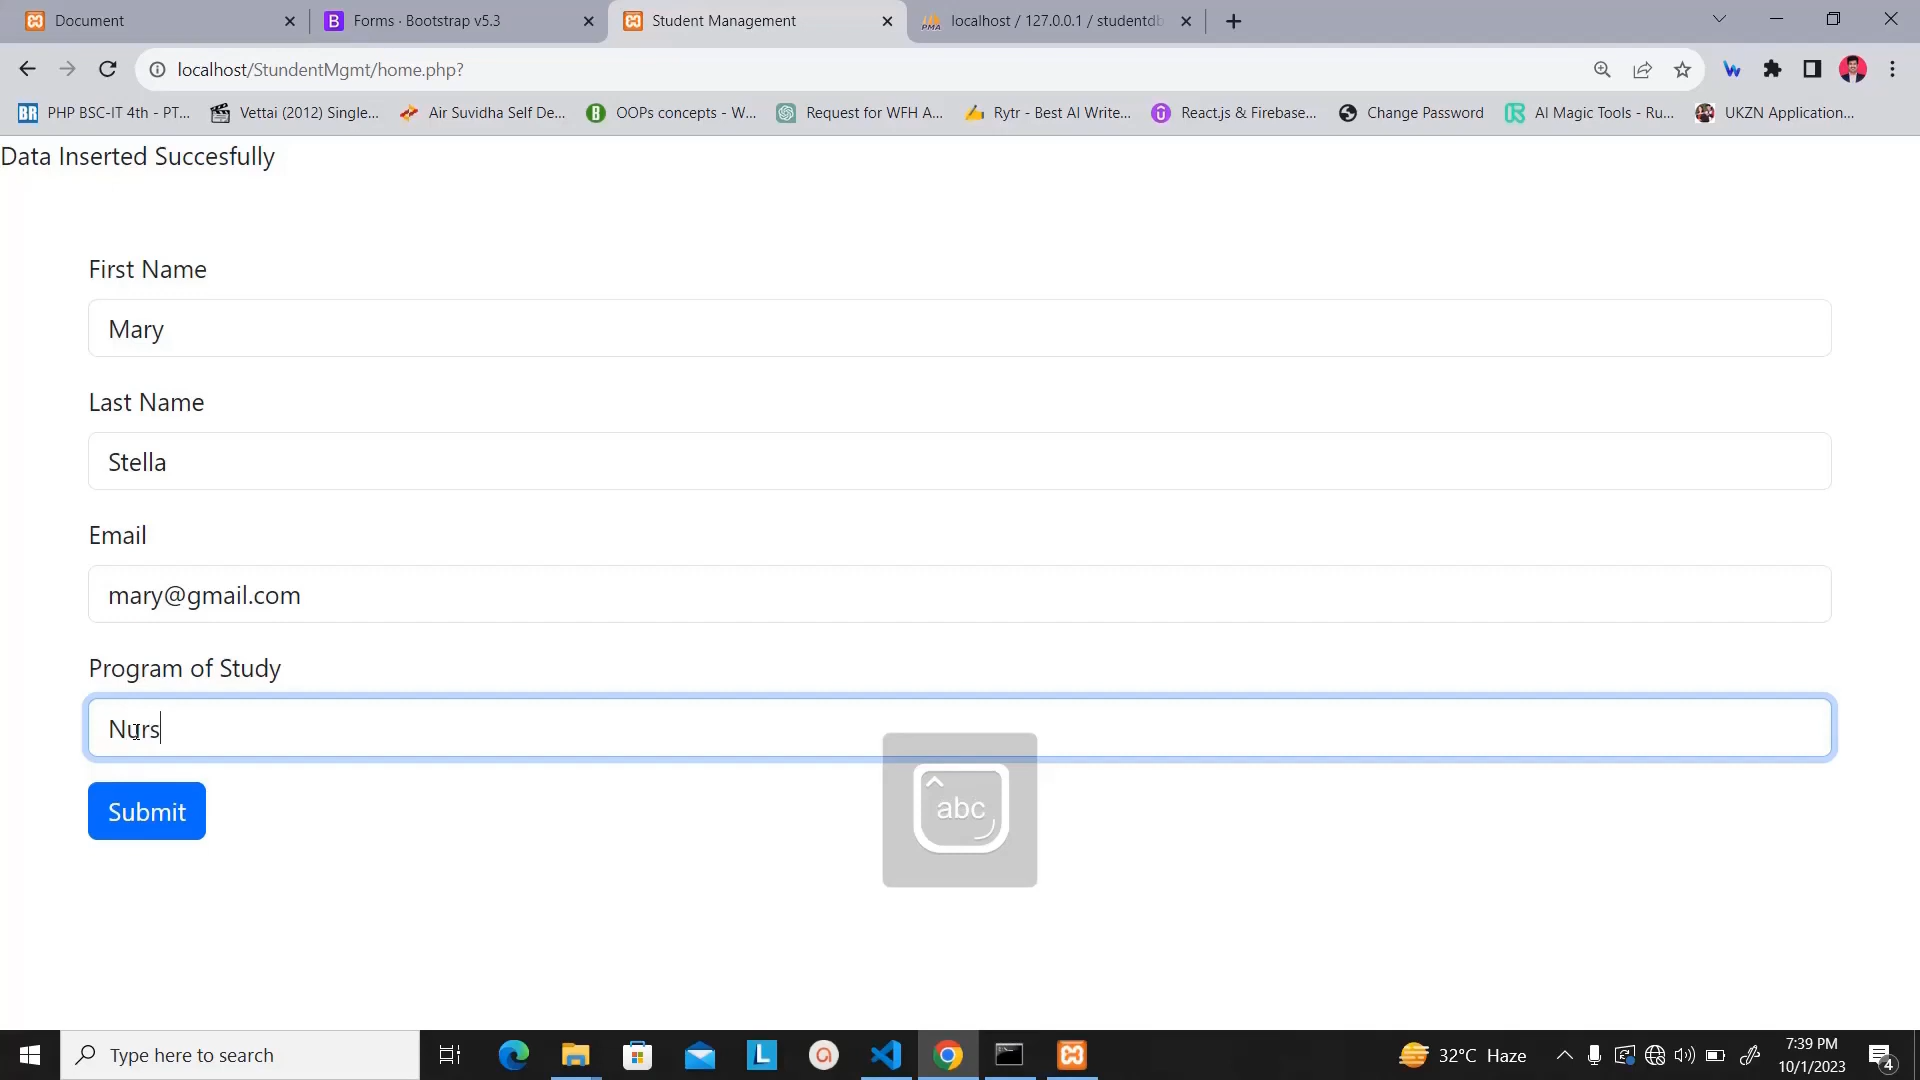 Document
Forms · Bootstrap v5.3
Student Management
PMA
localhost / 127.0.0.1 / studentdb
localhost/StundentMgmt/home.php?
BR PHP BSC-IT 4th - PT...
Vettai (2012) Single...
Air Suvidha Self De...
OOPs concepts - W...
Request for WFH A...
Rytr - Best AI Write...
React.js & Firebase...
Change Password
AI Magic Tools - Ru...
UKZN Application...
Data Inserted Succesfully
First Name
Mary
Last Name
Stella
Email
mary@gmail.com
Program of Study
Nurs
Submit
abc
Type here to search
L
32°C Haze
7:39 PM
10/1/2023
4